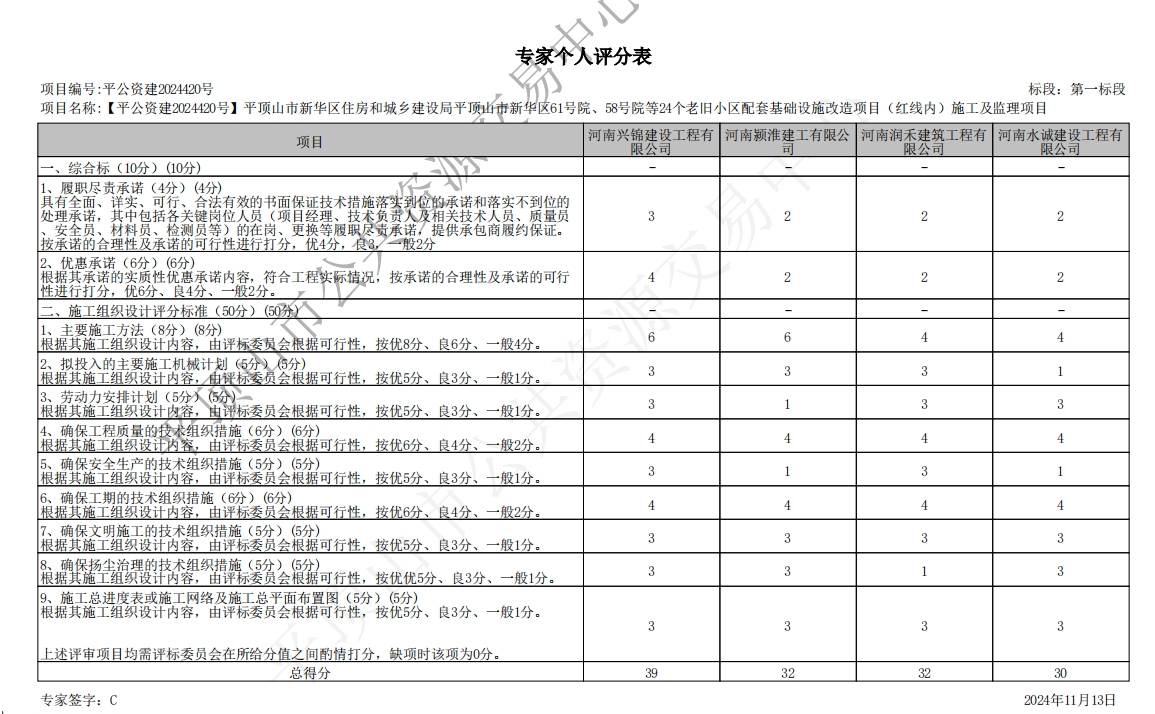 专家个人评分表
项目编号:平公资建2024420号
标段: 第一标段
项目名称:【平公资建2024420号】平顶山市新华区住房和城乡建设局平顶山市新华区61号院、58号院等24个老旧小区配套基础设施改造项目（红线内）施工及监理项目
项目 河南兴锦建设工程有限公司 河南颍淮建工有限公司 河南润禾建筑工程有限公司 河南水诚建设工程有限公司
一、综合标（10分）(10分) - - - -
1、履职尽责承诺（4分）(4分)
具有全面、详实、可行、合法有效的书面保证技术措施落实到位的承诺和落实不到位的
处理承诺，其中包括各关键岗位人员（项目经理、技术负责人及相关技术人员、质量员
、安全员、材料员、检测员等）的在岗、更换等履职尽责承诺，提供承包商履约保证。
按承诺的合理性及承诺的可行性进行打分，优4分，良3，一般2分
3 2 2 2
2、优惠承诺（6分）(6分)
根据其承诺的实质性优惠承诺内容，符合工程实际情况，按承诺的合理性及承诺的可行
性进行打分，优6分、良4分、一般2分。
4 2 2 2
二、施工组织设计评分标准（50分）(50分) - - - -
1、主要施工方法（8分）(8分)
根据其施工组织设计内容，由评标委员会根据可行性，按优8分、良6分、一般4分。
6 6 4 4
2、拟投入的主要施工机械计划（5分）(5分)
根据其施工组织设计内容，由评标委员会根据可行性，按优5分、良3分、一般1分。
3 3 3 1
3、劳动力安排计划（5分）(5分)
根据其施工组织设计内容，由评标委员会根据可行性，按优5分、良3分、一般1分。
3 1 3 3
4、确保工程质量的技术组织措施（6分）(6分)
根据其施工组织设计内容，由评标委员会根据可行性，按优6分、良4分、一般2分。
4 4 4 4
5、确保安全生产的技术组织措施（5分）(5分)
根据其施工组织设计内容，由评标委员会根据可行性，按优5分、良3分、一般1分。
3 1 3 1
6、确保工期的技术组织措施（6分）(6分)
根据其施工组织设计内容，由评标委员会根据可行性，按优6分、良4分、一般2分。
4 4 4 4
7、确保文明施工的技术组织措施（5分）(5分)
根据其施工组织设计内容，由评标委员会根据可行性，按优5分、良3分、一般1分。
3 3 3 3
8、确保扬尘治理的技术组织措施（5分）(5分)
根据其施工组织设计内容，由评标委员会根据可行性，按优优5分、良3分、一般1分。
3 3 1 3
9、施工总进度表或施工网络及施工总平面布置图（5分）(5分)
根据其施工组织设计内容，由评标委员会根据可行性，按优5分、良3分、一般1分。
上述评审项目均需评标委员会在所给分值之间酌情打分，缺项时该项为0分。
3 3 3 3
总得分 39 32 32 30
专家签字: C
2024年11月13日
平顶山市公共资源交易中心
平顶山市公共资源交易中